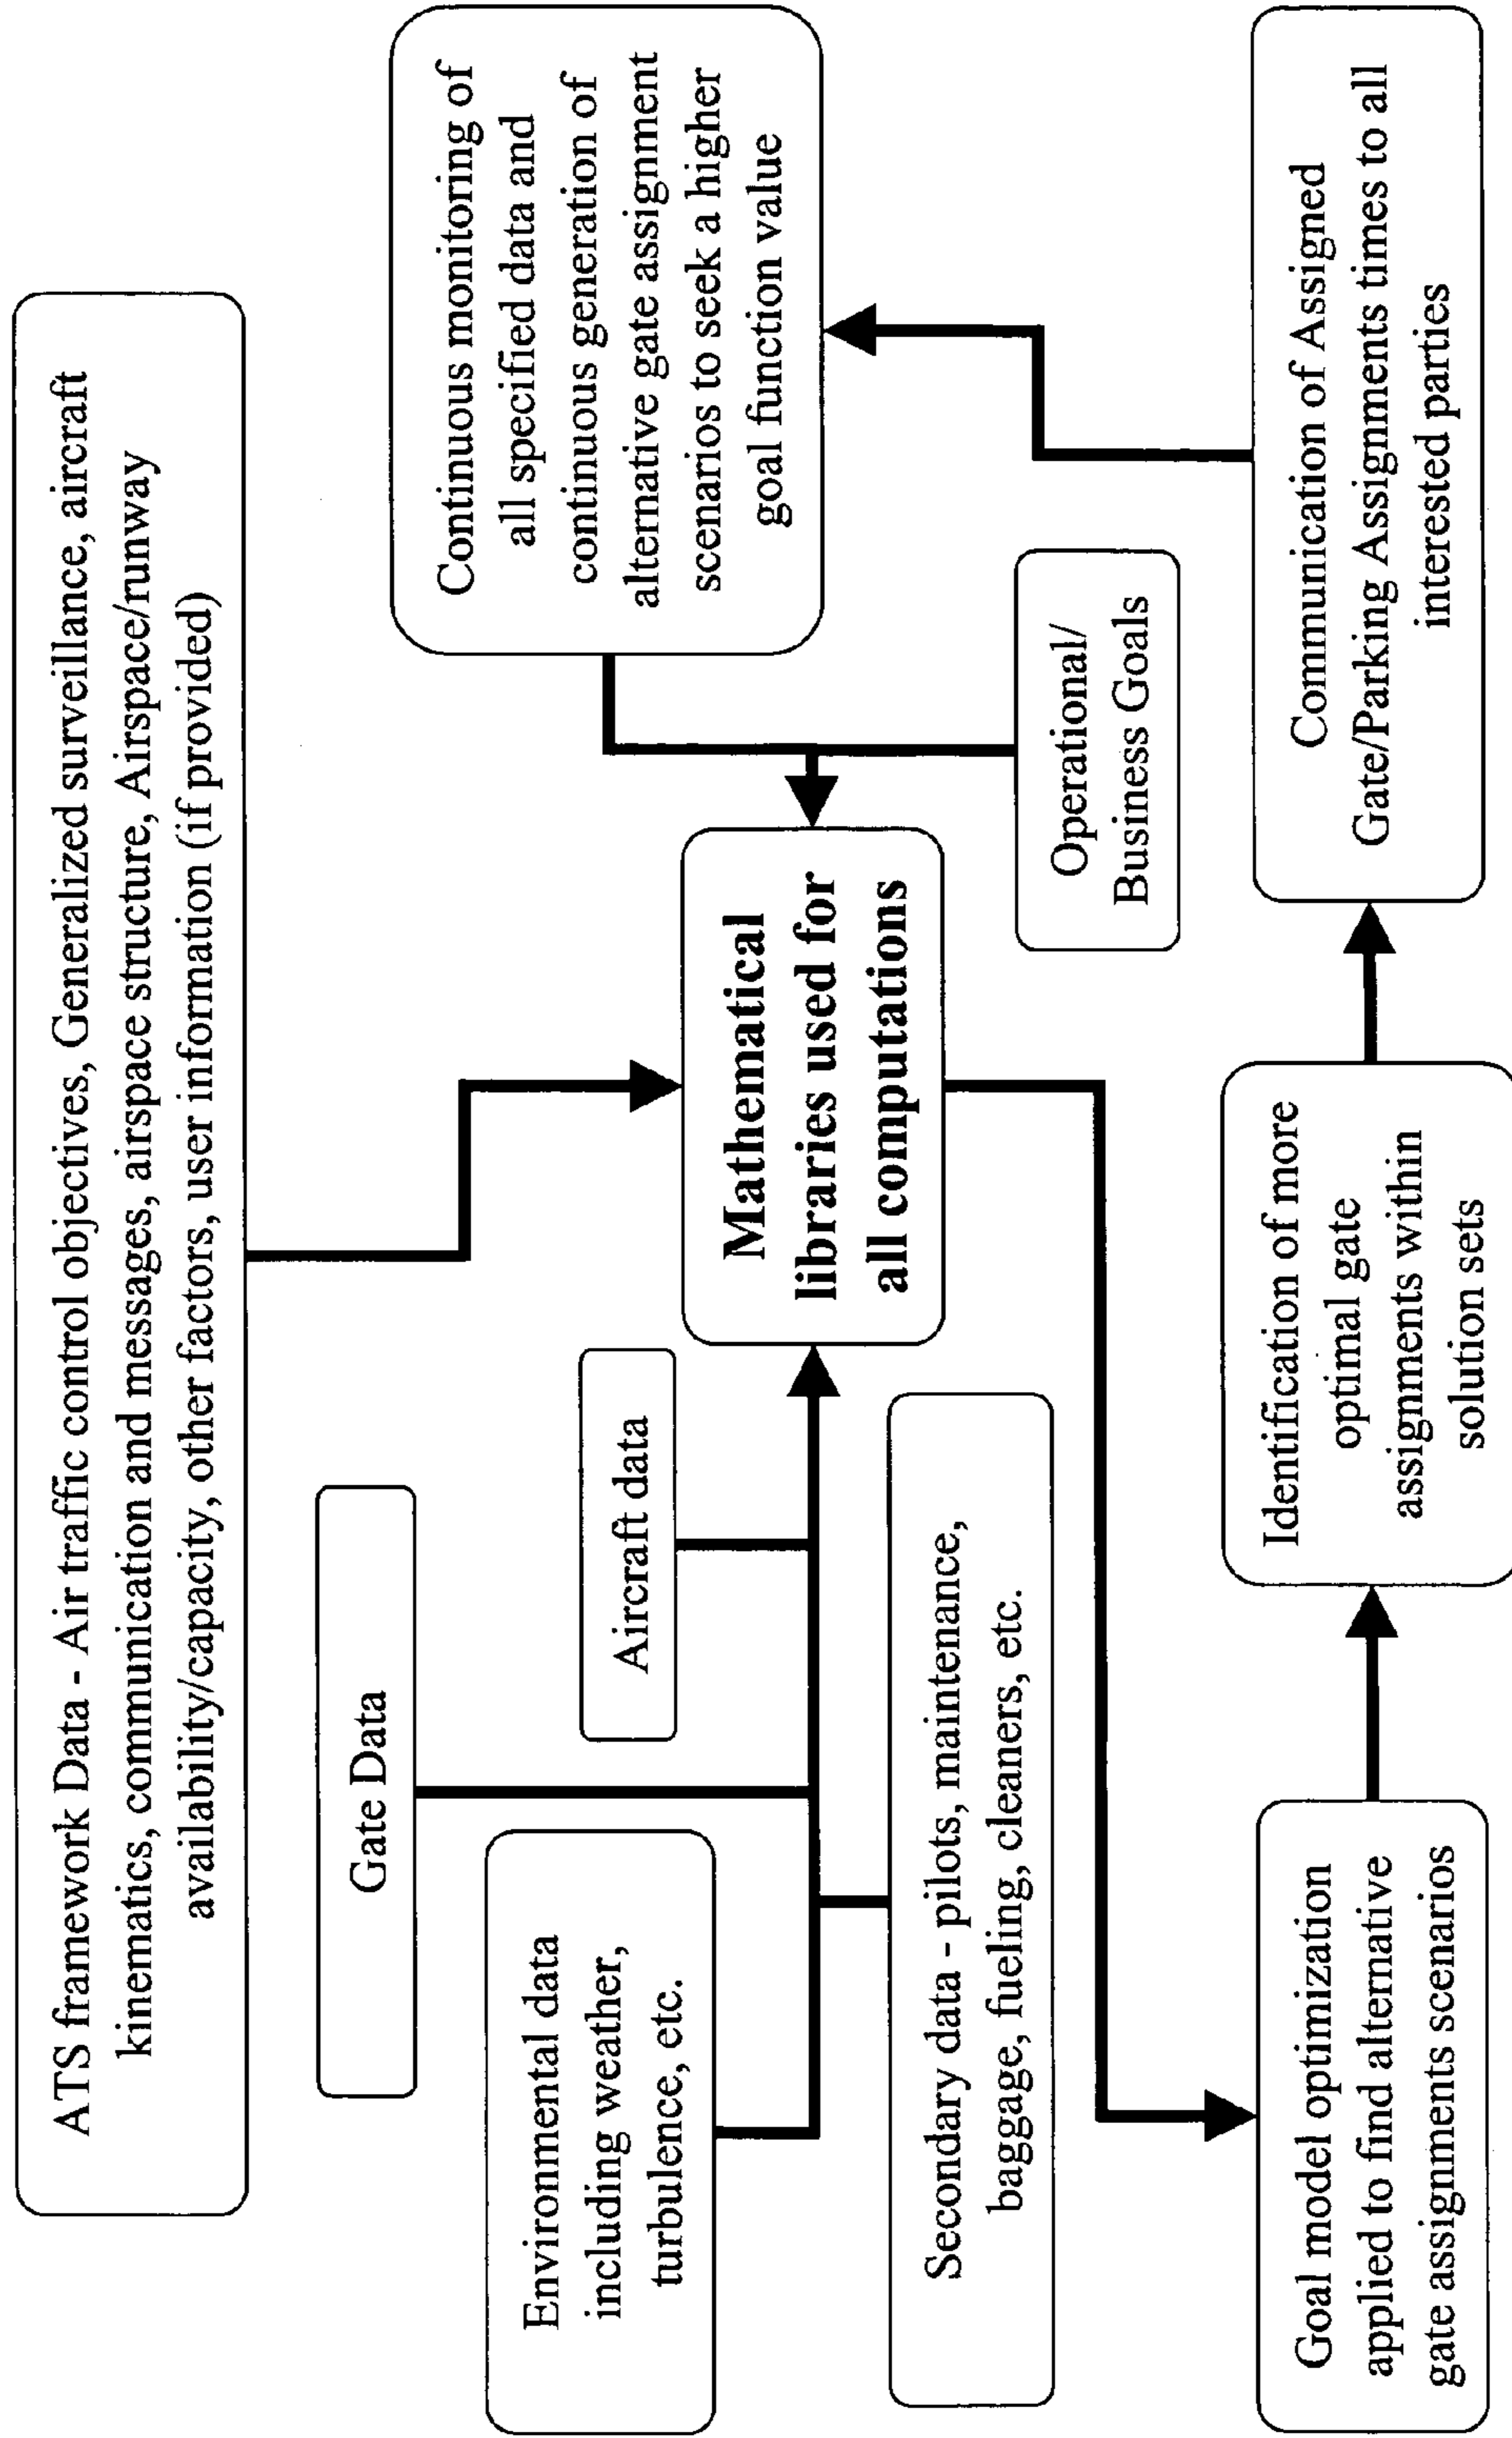 ATS framework Data - Air traffic control objectives, Generalized surveillance, aircraft
kinematics, communication and messages, airspace structure, Airspace/runway
availability/capacity, other factors, user information (if provided)
Gate Data
Environmental data
including weather,
turbulence, etc.
Aircraft data
Secondary data - pilots, maintenance,
baggage, fueling, cleaners, etc.
Mathematical
libraries used for
all computations
Continuous monitoring of
all specified data and
continuous generation of
alternative gate assignment
scenarios to seek a higher
goal function value
Operational/
Business Goals
Goal model optimization
applied to find alternative
gate assignments scenarios
Identification of more
optimal gate
assignments within
solution sets
Communication of Assigned
Gate/Parking Assignments times to all
interested parties